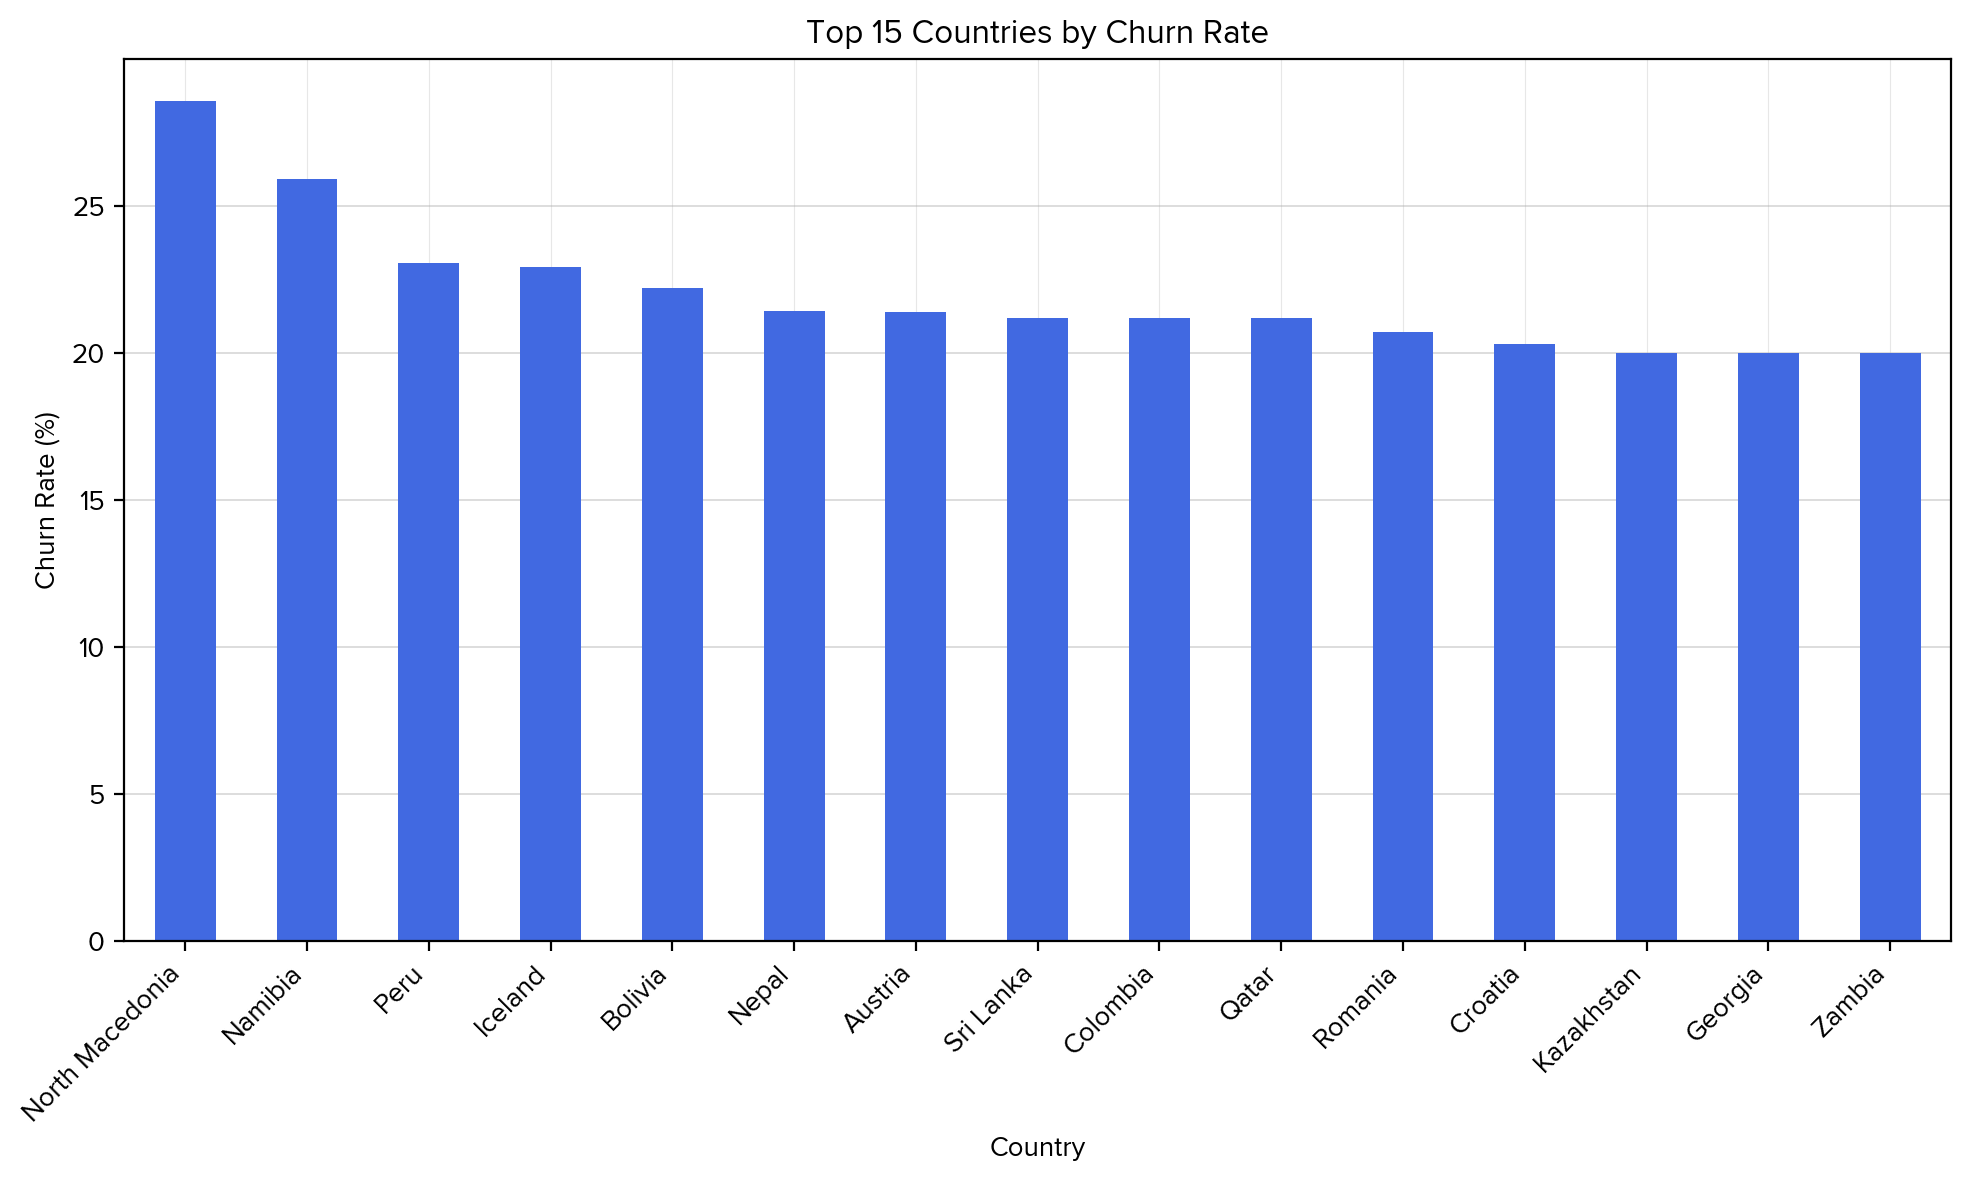 Top 15 Countries by Churn Rate
Churn Rate (%)
25
20
15
10
5
0
North Macedonia
Namibia
Peru
Iceland
Bolivia
Nepal
Austria
Sri Lanka
Colombia
Qatar
Romania
Croatia
Kazakhstan
Georgia
Zambia
Country